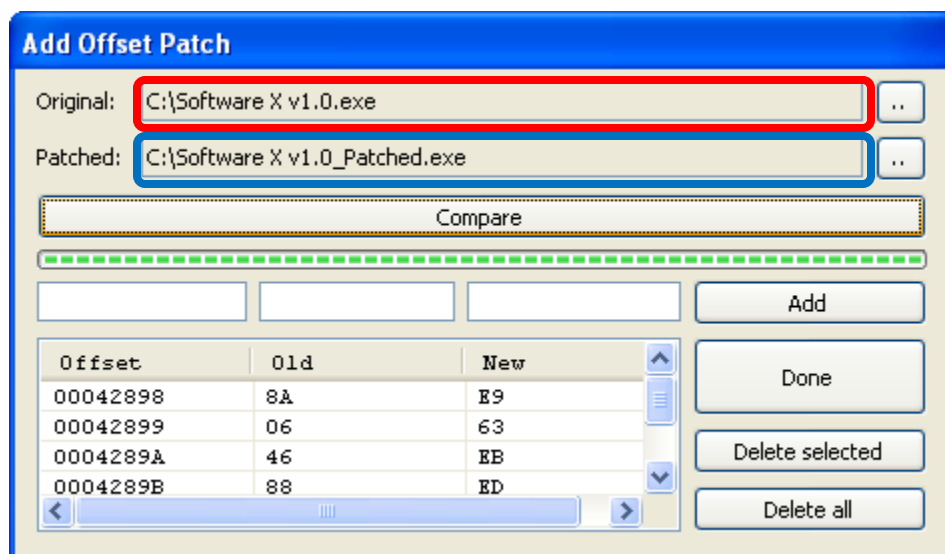 Add Offset Patch
Original: C:\Software X v1.0.exe ..
Patched: C:\Software X v1.0_Patched.exe ..
Compare
Add
Offset Old New
00042898 8A E9
00042899 06 63
0004289A 46 EB
0004289B 88 ED
Done
Delete selected
Delete all